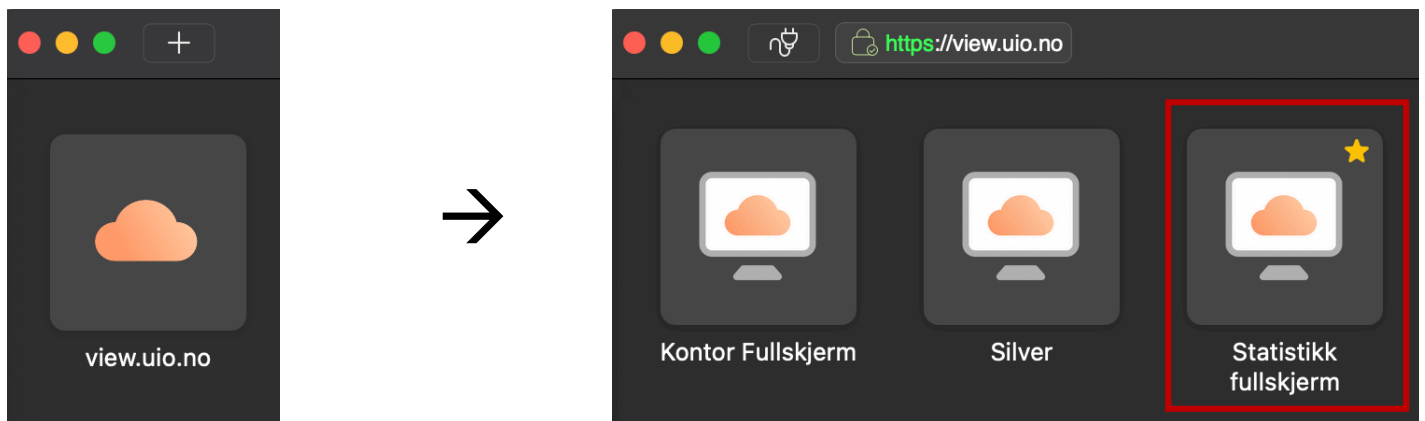 view.uio.no
https://view.uio.no
Kontor Fullskjerm
Silver
Statistikk
fullskjerm